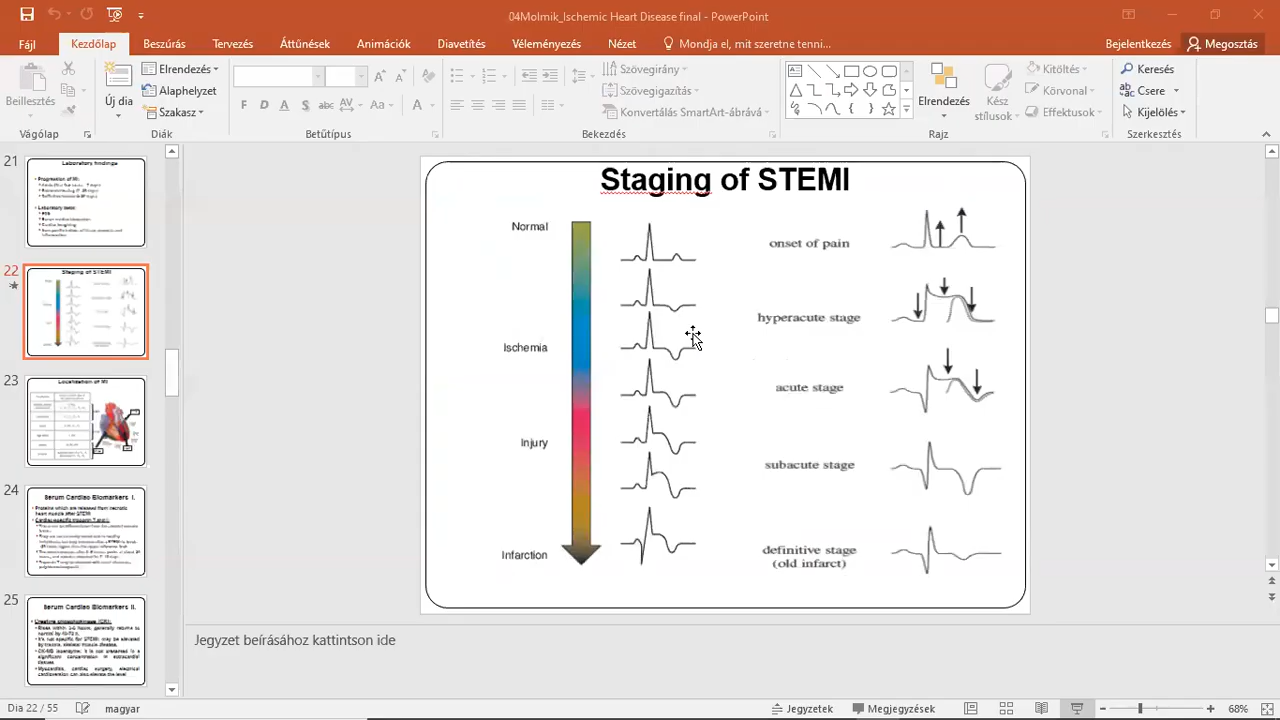 04Molmik_Ischemic Heart Disease final - PowerPoint
Fájl Kezdőlap Beszúrás Tervezés Áttűnések Animációk Diavetítés Véleményezés Nézet Mondja el, mit szeretne tenni... Bejelentkezés Megosztás
Beillesztés
Új dia
Elrendezés
Alaphelyzet
Szakasz
F D A S abc AV Aa A
Szövegirány
Szövegigazítás
Konvertálás SmartArt-ábrává
Elrendezés
Kész stílusok
Kitöltés
Körvonal
Effektusok
Keresés
Csere
Kijelölés
Vágólap Diák Betűtípus Bekezdés Rajz Szerkesztés
21
Laboratory findings
22
Staging of STEMI
23
Localisation of MI
24
Serum Cardiac Biomarkers I.
25
Serum Cardiac Biomarkers II.
Staging of STEMI
Normal
Ischemia
Injury
Infarction
onset of pain
hyperacute stage
acute stage
subacute stage
definitive stage
(old infarct)
Jegyzet beírásához kattintson ide
Dia 22 / 55 magyar Jegyzetek Megjegyzések 68%